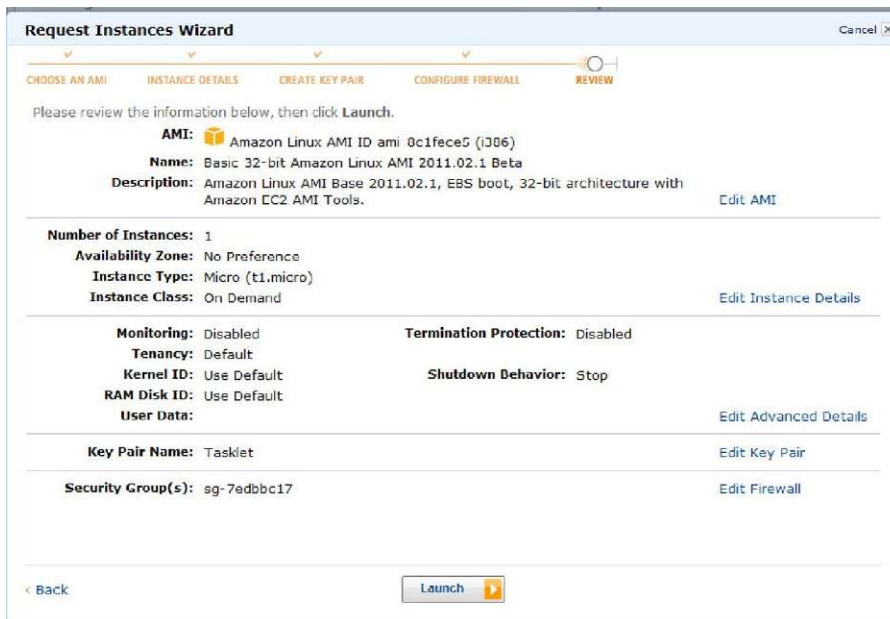 Request Instances Wizard
Cancel
CHOOSE AN AMI INSTANCE DETAILS CREATE KEY PAIR CONFIGURE FIREWALL REVIEW
Please review the information below, then click Launch.
AMI: Amazon Linux AMI ID ami 8c1fece5 (i386)
Name: Basic 32-bit Amazon Linux AMI 2011.02.1 Beta
Description: Amazon Linux AMI Base 2011.02.1, EBS boot, 32-bit architecture with
Amazon EC2 AMI Tools.
Edit AMI
Number of Instances: 1
Availability Zone: No Preference
Instance Type: Micro (t1.micro)
Instance Class: On Demand
Edit Instance Details
Monitoring: Disabled Termination Protection: Disabled
Tenancy: Default
Kernel ID: Use Default Shutdown Behavior: Stop
RAM Disk ID: Use Default
User Data:
Edit Advanced Details
Key Pair Name: Tasklet Edit Key Pair
Security Group(s): sg-7edbbc17 Edit Firewall
‹ Back
Launch